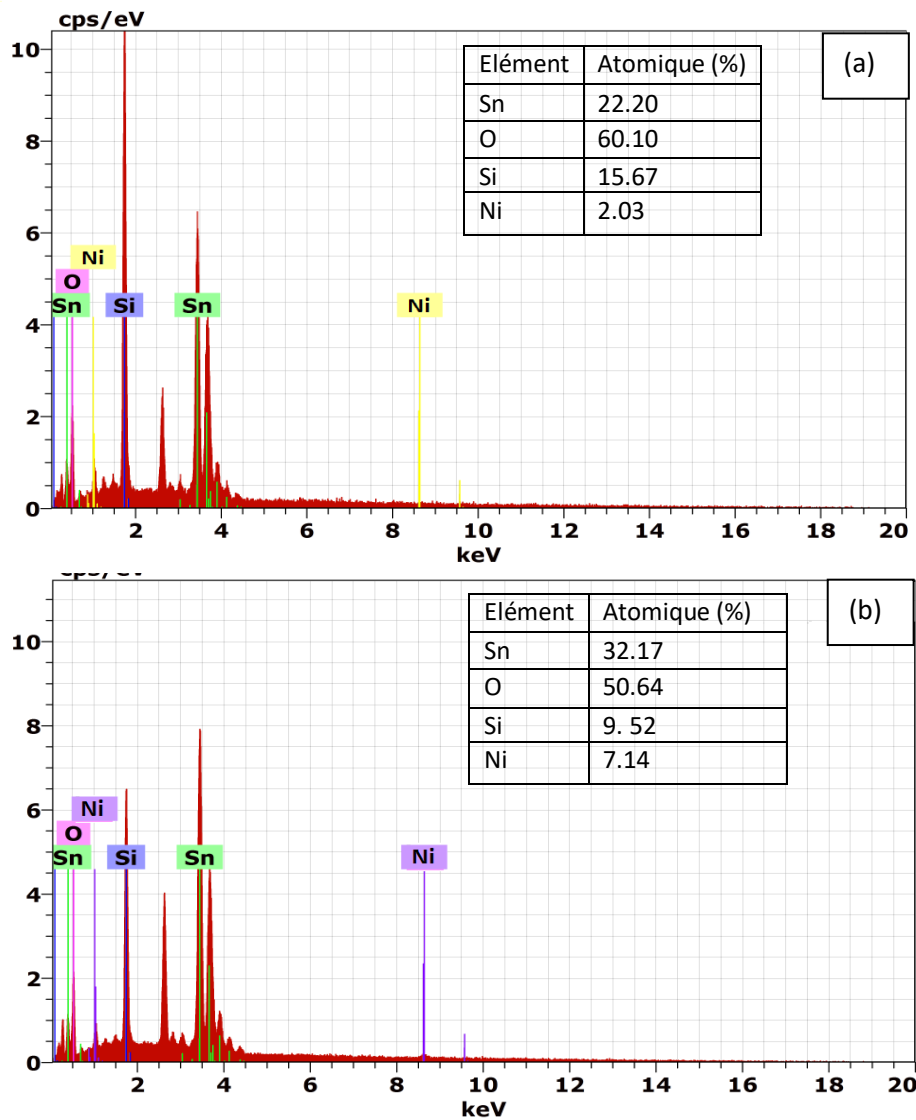 cps/eV
10
8
6
4
2
0
(a)
Elément Atomique (%)
Sn 22.20
O 60.10
Si 15.67
Ni 2.03
Ni
O
Sn Si Sn Ni
2 4 6 8 10 12 14 16 18 20
keV
cps/eV
10
8
6
4
2
0
(b)
Elément Atomique (%)
Sn 32.17
O 50.64
Si 9. 52
Ni 7.14
Ni
O
Sn Si Sn Ni
2 4 6 8 10 12 14 16 18 20
keV